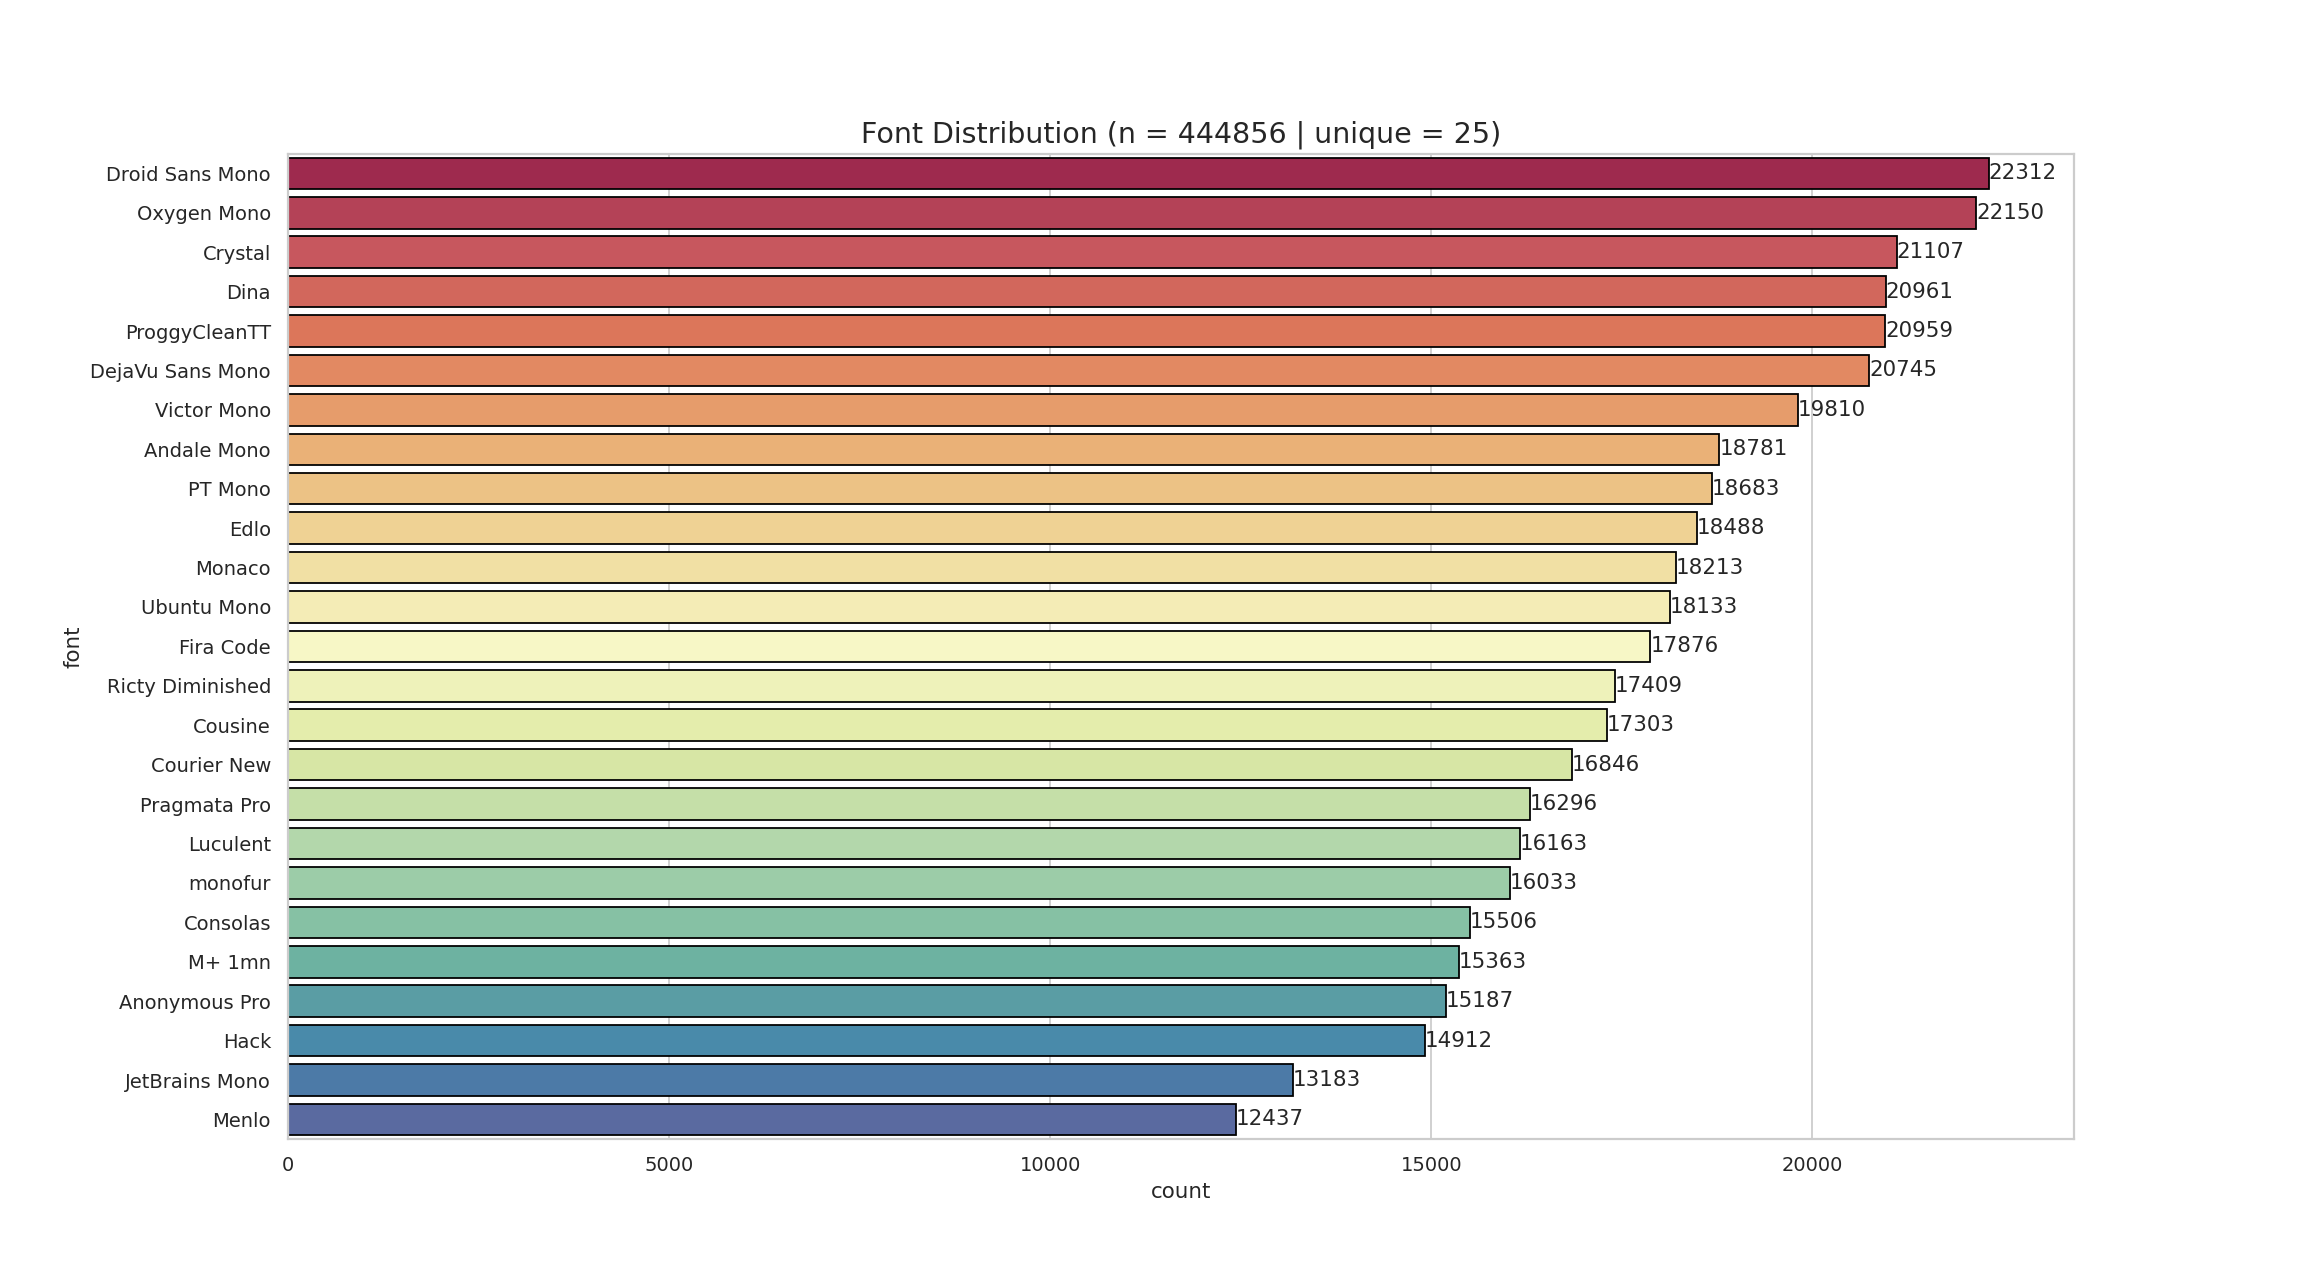 Font Distribution (n = 444856 | unique = 25)
Droid Sans Mono 22312
Oxygen Mono 22150
Crystal 21107
Dina 20961
ProggyCleanTT 20959
DejaVu Sans Mono 20745
Victor Mono 19810
Andale Mono 18781
PT Mono 18683
Edlo 18488
Monaco 18213
Ubuntu Mono 18133
Fira Code 17876
Ricty Diminished 17409
Cousine 17303
Courier New 16846
Pragmata Pro 16296
Luculent 16163
monofur 16033
Consolas 15506
M+ 1mn 15363
Anonymous Pro 15187
Hack 14912
JetBrains Mono 13183
Menlo 12437
font
0 5000 10000 15000 20000
count